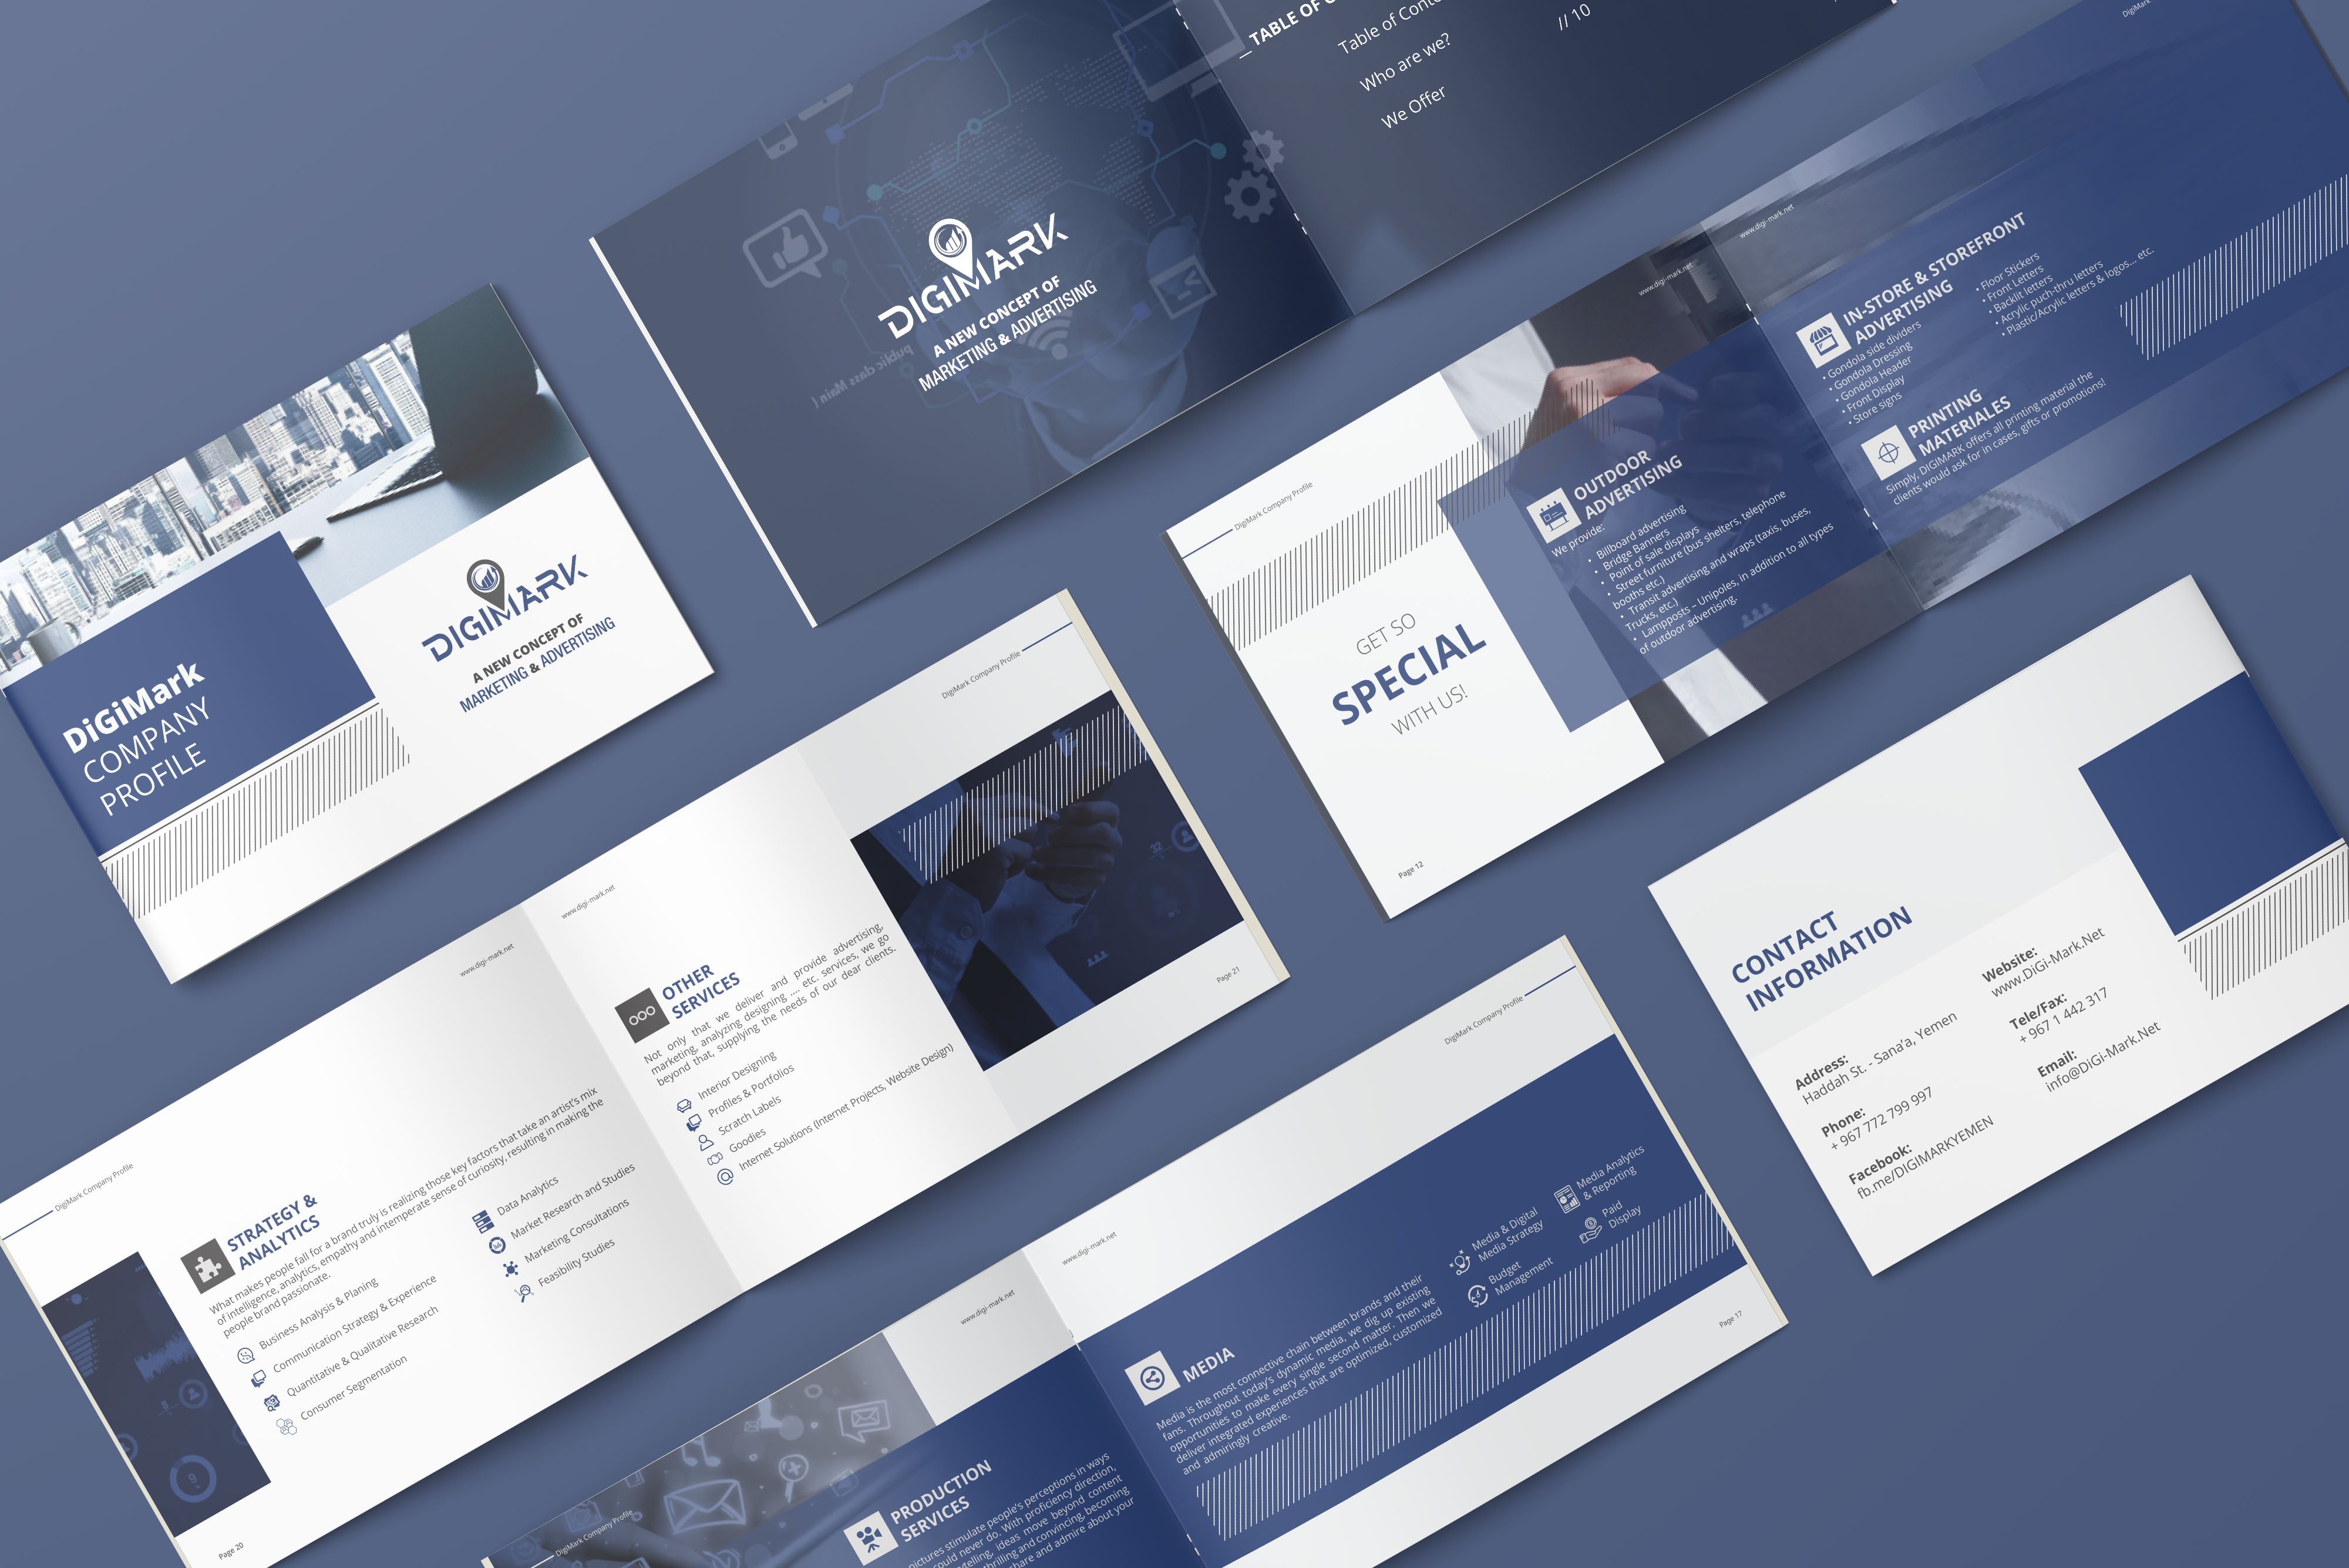 DiGiMark
COMPANY
PROFILE
DIGIMARK
A NEW CONCEPT OF
MARKETING & ADVERTISING
DIGIMARK
A NEW CONCEPT OF
MARKETING & ADVERTISING
public class Main {
TABLE OF
Table of
Who are we?
We Offer
// 10
DigiMark Company Profile
GET SO
SPECIAL
WITH US!
Page 12
www.digi-mark.net
OUTDOOR
ADVERTISING
We provide:
• Billboard advertising
• Bridge Banners
• Point of sale displays
• Street furniture (bus shelters, telephone
booths etc.)
• Transit advertising and wraps (taxis, buses,
Trucks, etc.)
• Lampposts – Unipoles, in addition to all types
of outdoor advertising.
www.digi-mark.net
DigiMark
IN-STORE & STOREFRONT
ADVERTISING
• Gondola side dividers
• Gondola Dressing
• Gondola Header
• Front Display
• Store signs
• Floor Stickers
• Front Letters
• Backlit letters
• Acrylic puch-thru letters
• Plastic/Acrylic letters & logos... etc.
PRINTING
MATERIALES
Simply, DIGIMARK offers all printing material the
clients would ask for in cases, gifts or promotions!
DigiMark Company Profile
www.digi-mark.net
STRATEGY &
ANALYTICS
What makes people fall for a brand truly is realizing those key factors that take an artist's mix
of intelligence, analytics, empathy and intemperate sense of curiosity, resulting in making the
people brand passionate.
Business Analysis & Planing
Communication Strategy & Experience
Quantitative & Qualitative Research
Consumer Segmentation
Data Analytics
Market Research and Studies
Marketing Consultations
Feasibility Studies
Page 20
www.digi-mark.net
DigiMark Company Profile
OTHER
SERVICES
Not only that we deliver and provide advertising,
marketing, analyzing designing .... etc. services, we go
beyond that, supplying the needs of our dear clients.
Interior Designing
Profiles & Portfolios
Scratch Labels
Goodies
Internet Solutions (Internet Projects, Website Design)
Page 21
DigiMark Company Profile
www.digi-mark.net
PRODUCTION
SERVICES
pictures stimulate people's perceptions in ways
could never do. With proficiency direction,
ideas move beyond content
thrilling and convincing, becoming
share and admire about your
www.digi-mark.net
DigiMark Company Profile
MEDIA
Media is the most connective chain between brands and their
fans. Throughout today's dynamic media, we dig up existing
opportunities to make every single second matter. Then we
deliver integrated experiences that are optimized, customized
and admiringly creative.
Media & Digital
Media Strategy
Budget
Management
Media Analytics
& Reporting
Paid
Display
Page 17
CONTACT
INFORMATION
Address:
Haddah St. - Sana'a, Yemen
Phone:
+ 967 772 799 997
Facebook:
fb.me/DIGIMARKYEMEN
Website:
www.DiGi-Mark.Net
Tele/Fax:
+ 967 1 442 317
Email:
info@DiGi-Mark.Net